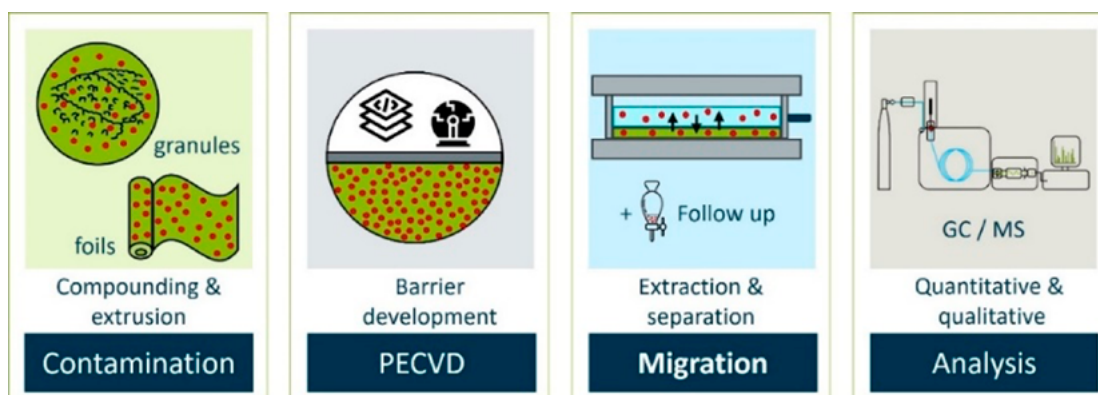 granules
foils
Compounding &
extrusion
Contamination
</>
Barrier
development
PECVD
+ Follow up
Extraction &
separation
Migration
GC / MS
Quantitative &
qualitative
Analysis